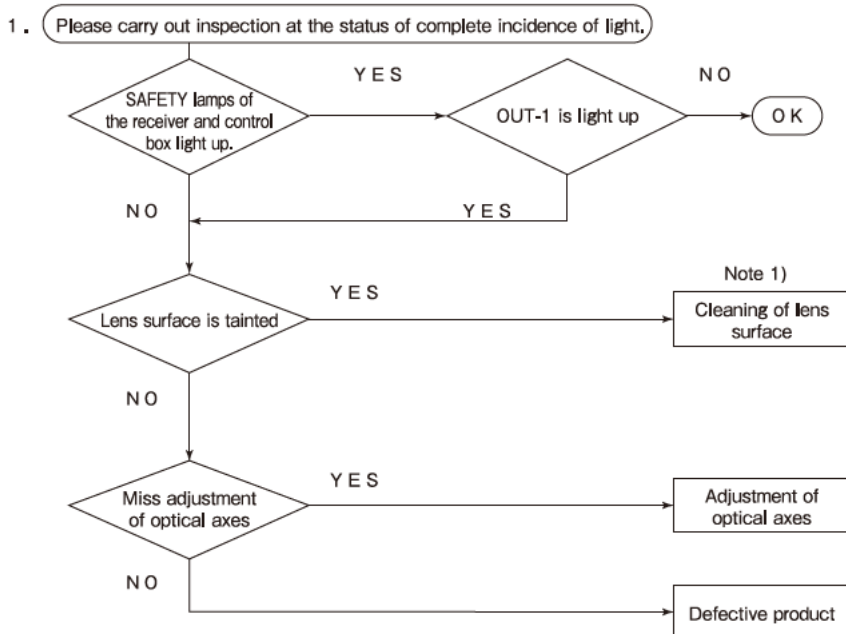 1. Please carry out inspection at the status of complete incidence of light.
YES
NO
SAFETY lamps of
the receiver and control
box light up.
OUT-1 is light up
OK
NO
YES
Note 1)
YES
Lens surface is tainted
Cleaning of lens
surface
NO
YES
Miss adjustment
of optical axes
Adjustment of
optical axes
NO
Defective product